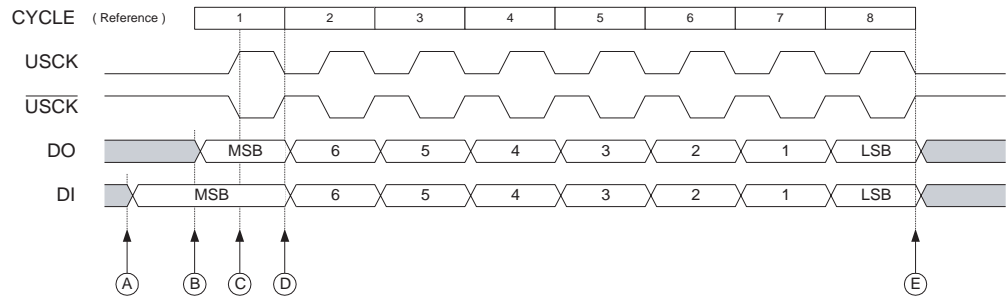 CYCLE ( Reference ) 1 2 3 4 5 6 7 8
USCK
USCK
DO MSB 6 5 4 3 2 1 LSB
DI MSB 6 5 4 3 2 1 LSB
A B C D E